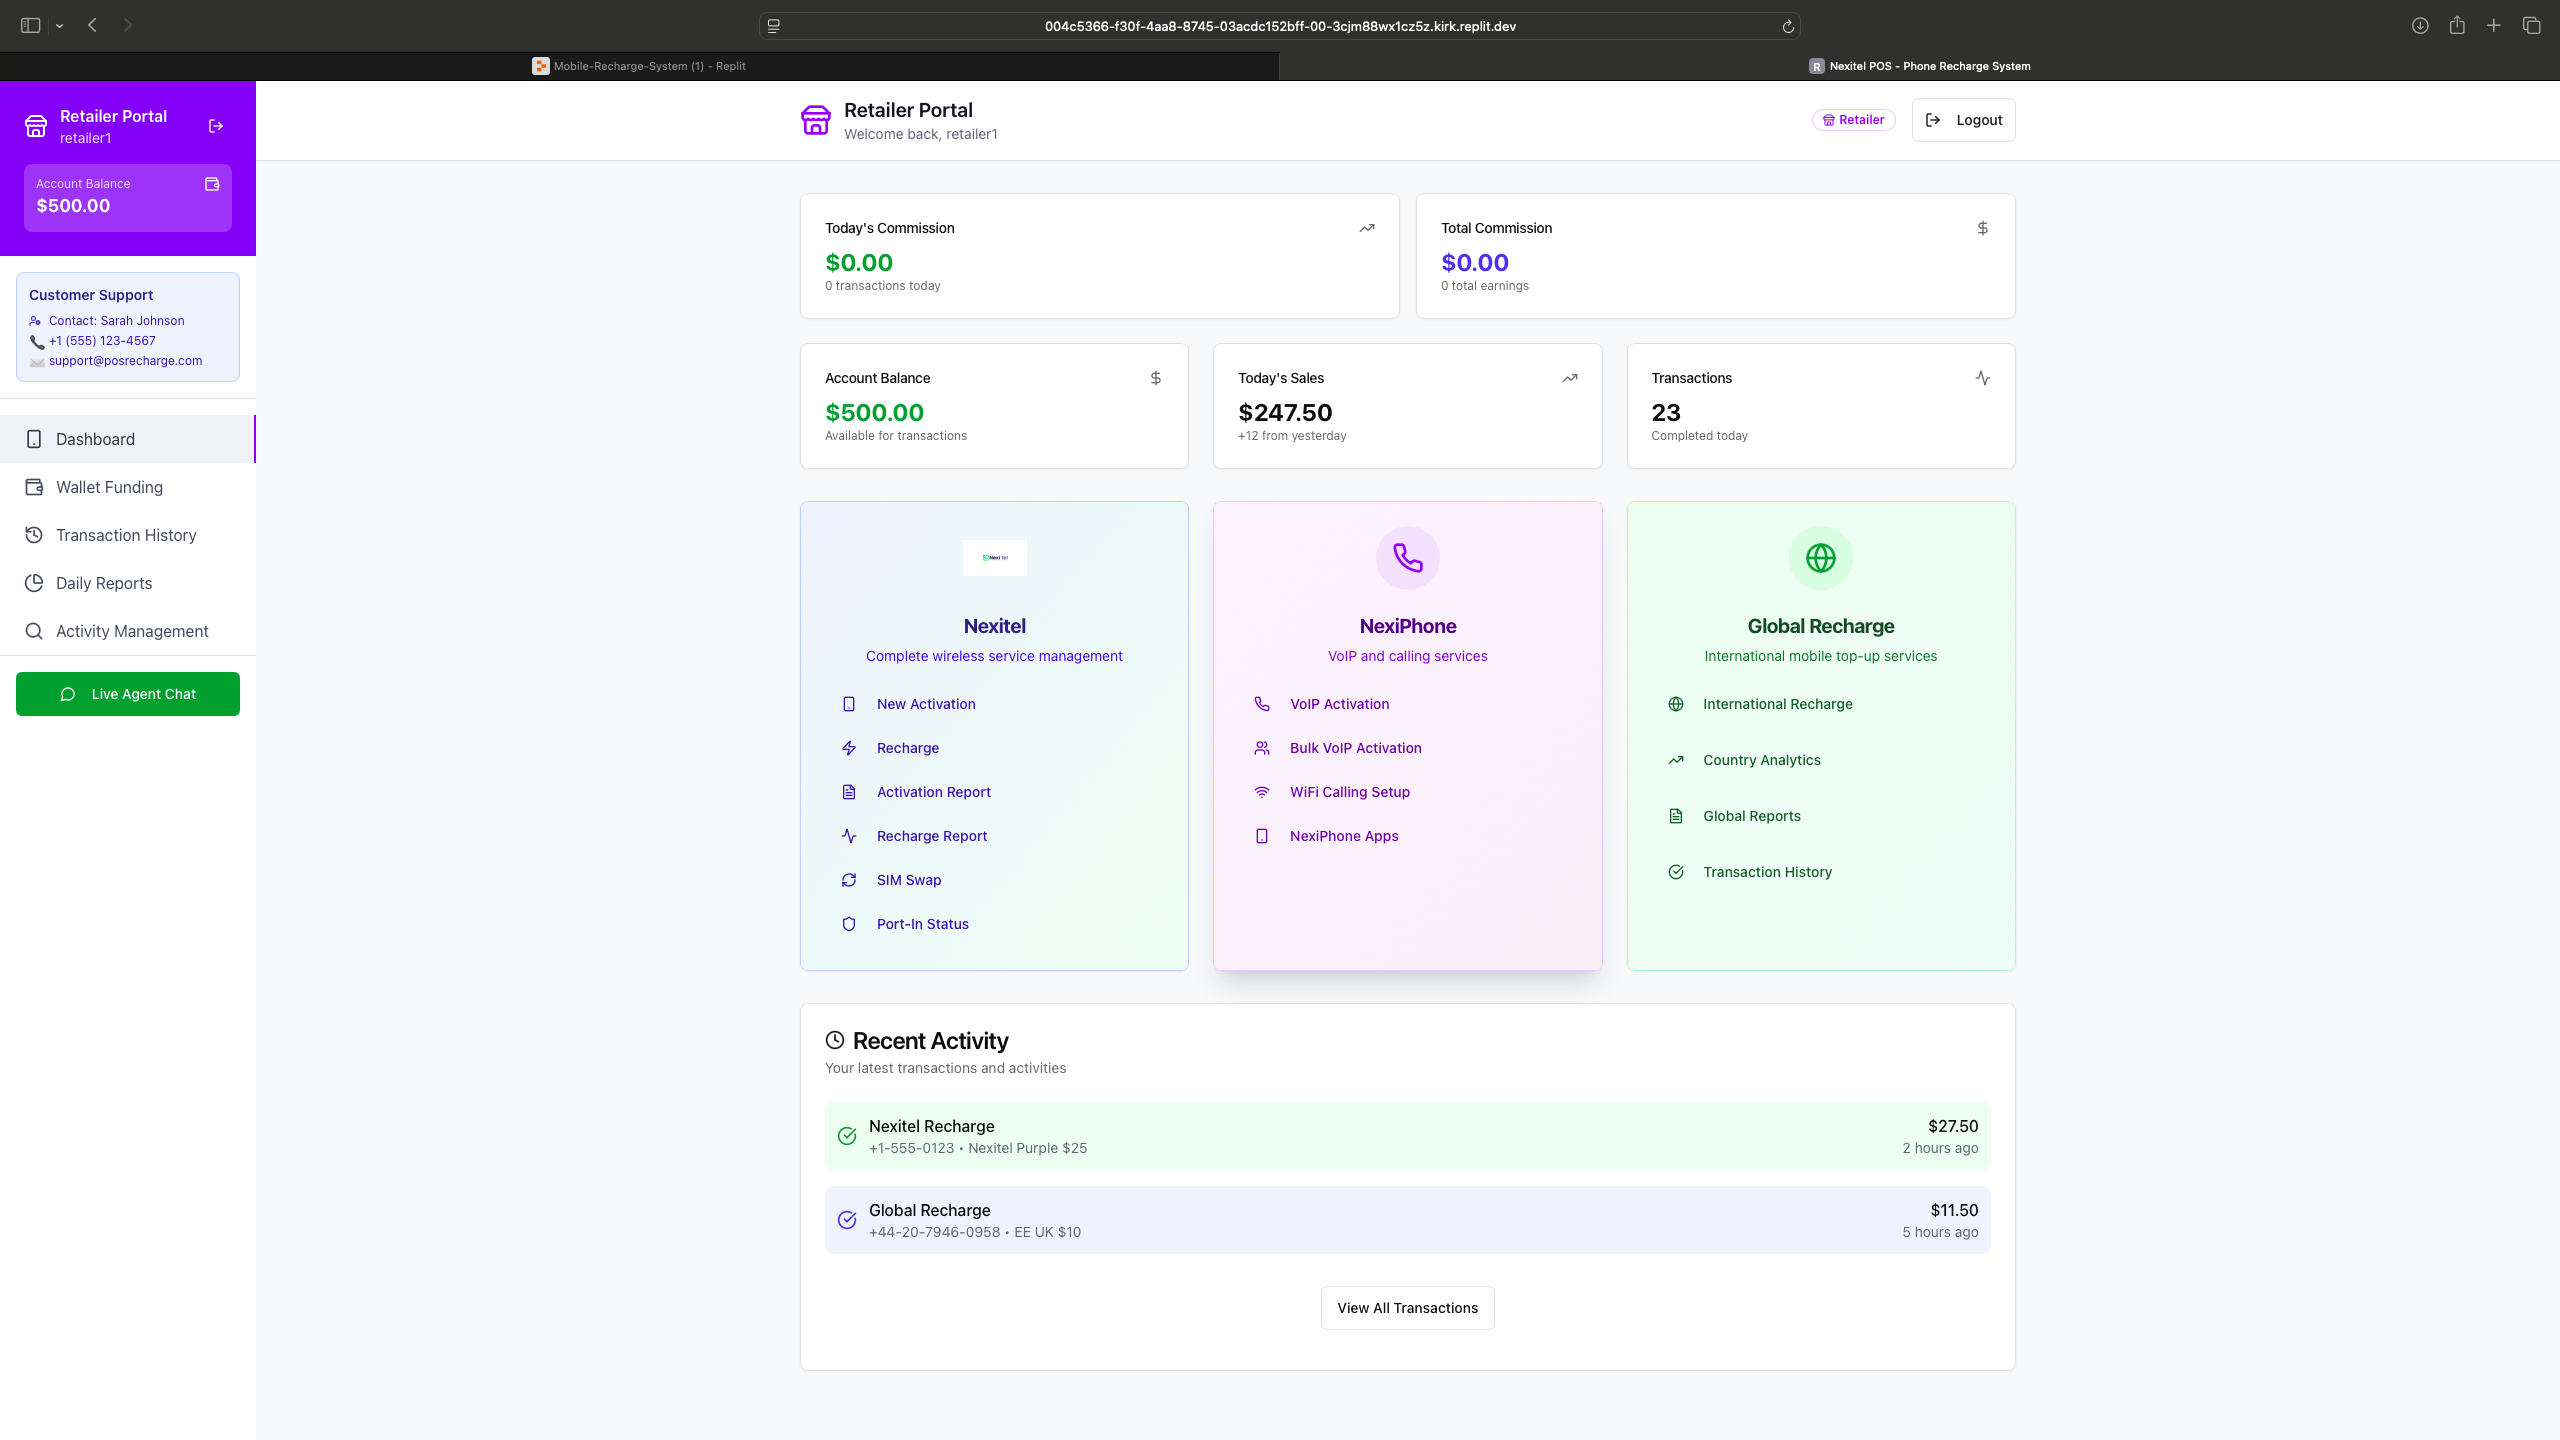 004c5366-f30f-4aa8-8745-03acdc152bff-00-3cjm88wx1cz5z.kirk.replit.dev
Mobile-Recharge-System (1) - Replit
R Nexitel POS - Phone Recharge System
Retailer Portal
retailer1
Account Balance
$500.00
Customer Support
Contact: Sarah Johnson
+1 (555) 123-4567
support@posrecharge.com
Dashboard
Wallet Funding
Transaction History
Daily Reports
Activity Management
Live Agent Chat
Retailer Portal
Welcome back, retailer1
Retailer
Logout
Today's Commission
$0.00
0 transactions today
Total Commission
$0.00
0 total earnings
Account Balance
$500.00
Available for transactions
Today's Sales
$247.50
+12 from yesterday
Transactions
23
Completed today
Nexi tel
Nexitel
Complete wireless service management
New Activation
Recharge
Activation Report
Recharge Report
SIM Swap
Port-In Status
NexiPhone
VoIP and calling services
VoIP Activation
Bulk VoIP Activation
WiFi Calling Setup
NexiPhone Apps
Global Recharge
International mobile top-up services
International Recharge
Country Analytics
Global Reports
Transaction History
Recent Activity
Your latest transactions and activities
Nexitel Recharge
+1-555-0123 • Nexitel Purple $25
$27.50
2 hours ago
Global Recharge
+44-20-7946-0958 • EE UK $10
$11.50
5 hours ago
View All Transactions